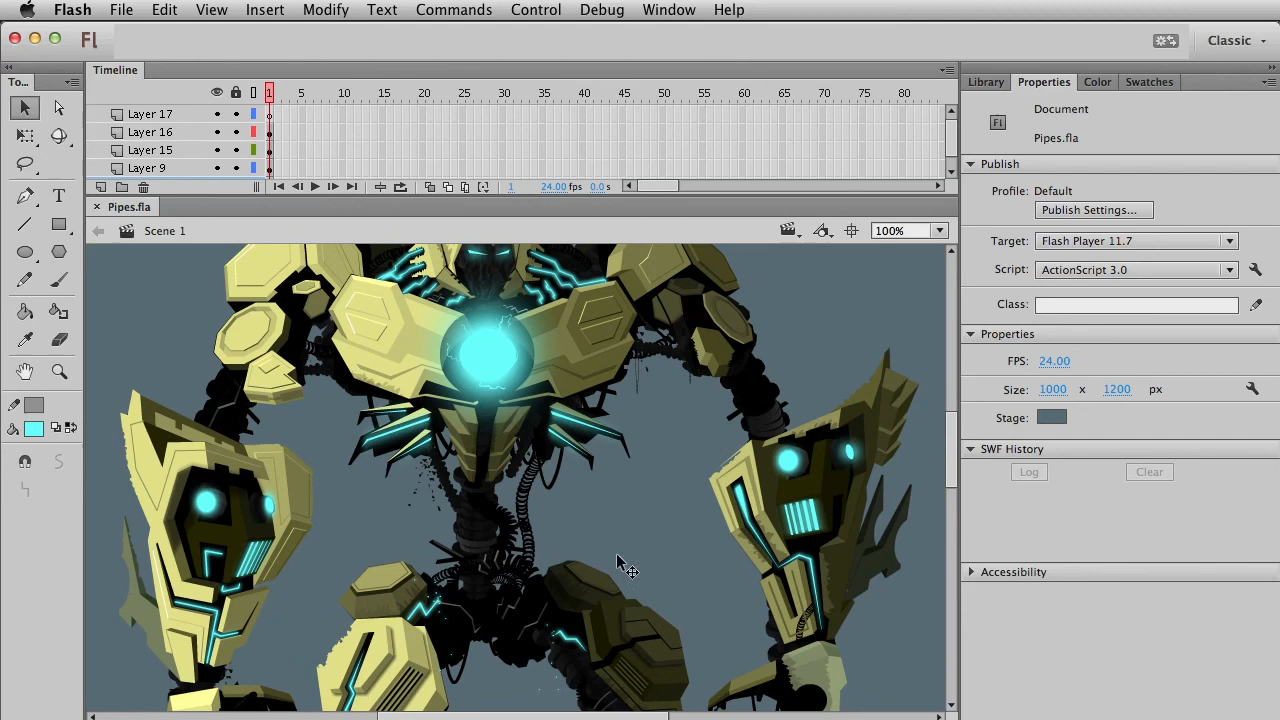 Flash File Edit View Insert Modify Text Commands Control Debug Window Help
Fl Classic
To... Timeline Library Properties Color Swatches
1 5 10 15 20 25 30 35 40 45 50 55 60 65 70 75 80
Layer 17
Layer 16
Layer 15
Layer 9
1 24.00 fps 0.0 s
× Pipes.fla
Scene 1 100%
T
Document
Fl
Pipes.fla
Publish
Profile: Default
Publish Settings...
Target: Flash Player 11.7
Script: ActionScript 3.0
Class:
Properties
FPS: 24.00
Size: 1000 x 1200 px
Stage:
SWF History
Log Clear
Accessibility